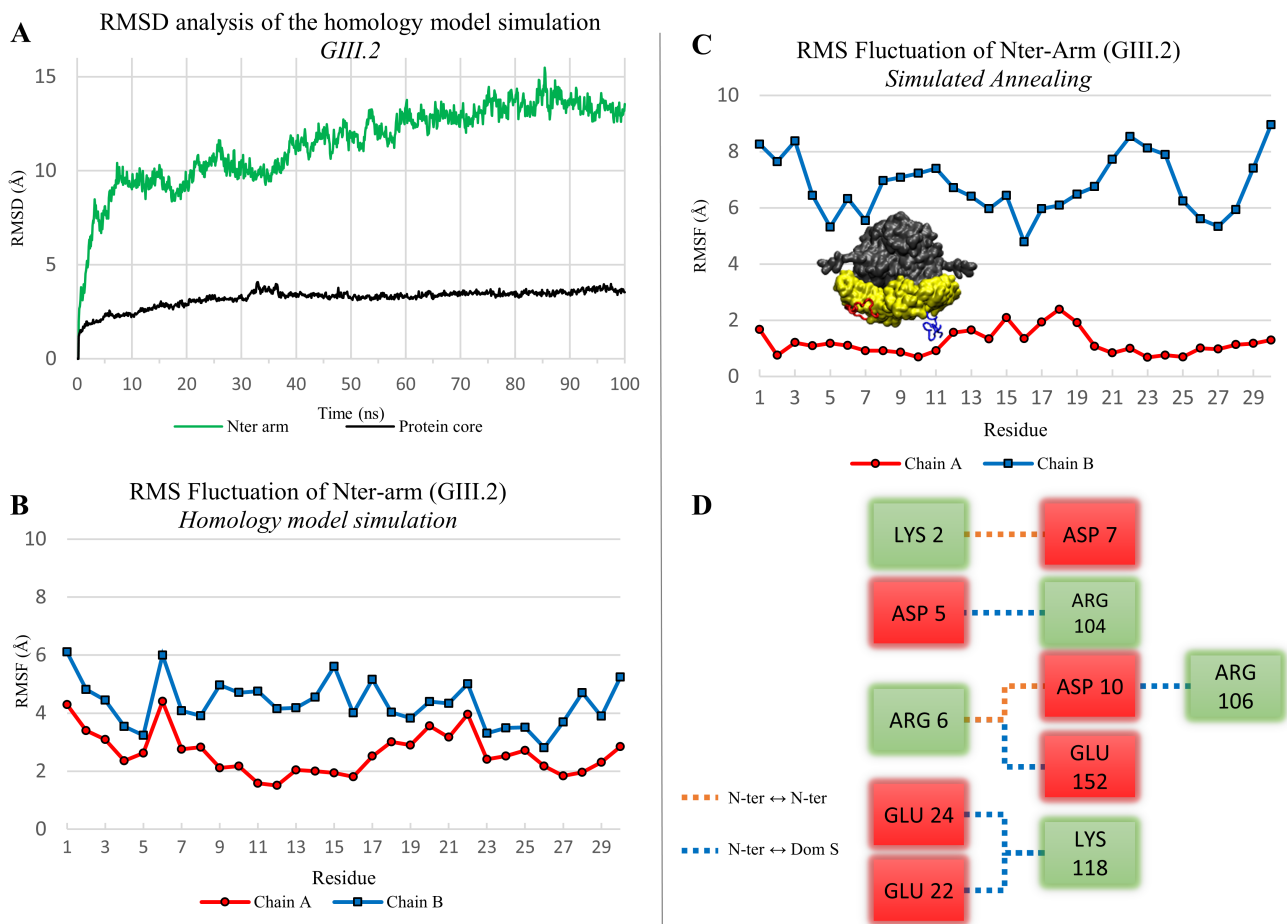 A
RMSD analysis of the homology model simulation
GIII.2
RMSD (Å)
15
10
5
0
0 10 20 30 40 50 60 70 80 90 100
Time (ns)
Nter arm Protein core
B
RMS Fluctuation of Nter-arm (GIII.2)
Homology model simulation
RMSF (Å)
10
8
6
4
2
0
1 3 5 7 9 11 13 15 17 19 21 23 25 27 29
Residue
Chain A Chain B
C
RMS Fluctuation of Nter-Arm (GIII.2)
Simulated Annealing
RMSF (Å)
10
8
6
4
2
0
1 3 5 7 9 11 13 15 17 19 21 23 25 27 29
Residue
Chain A Chain B
D
LYS 2
ASP 7
ASP 5
ARG
104
ARG 6
ASP 10
ARG
106
GLU
152
GLU 24
GLU 22
LYS
118
N-ter ↔ N-ter
N-ter ↔ Dom S